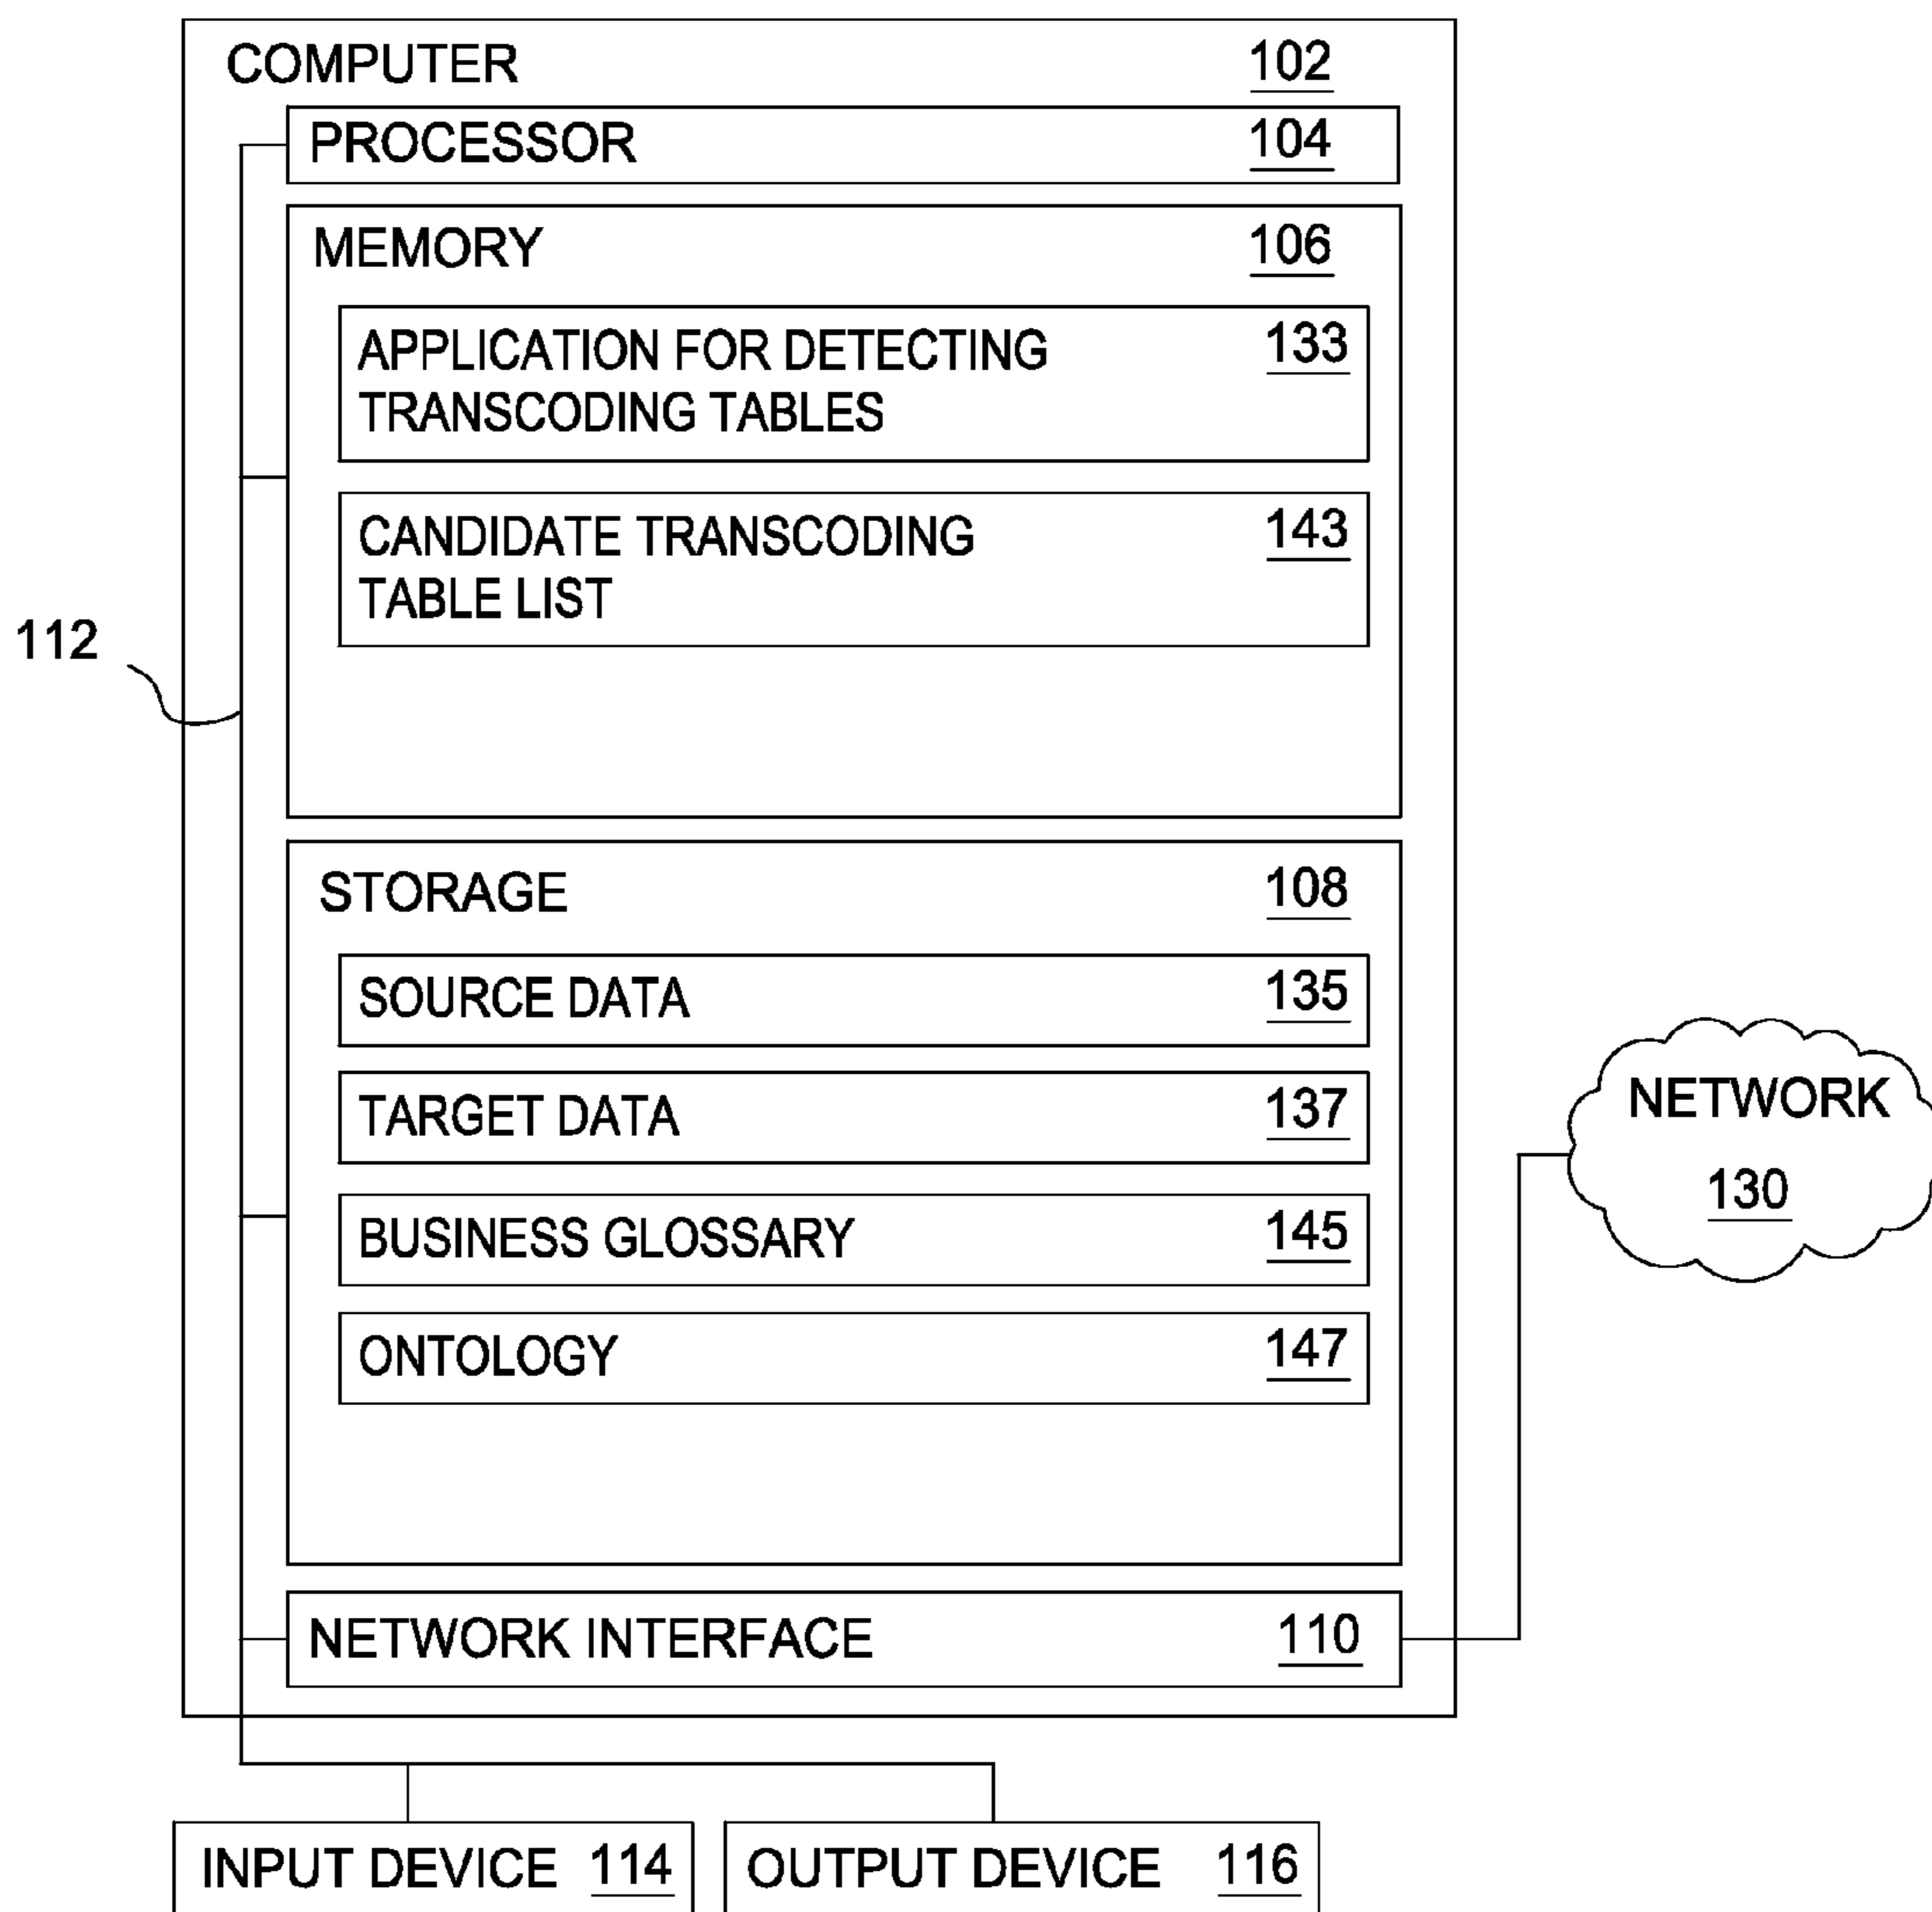 COMPUTER 102
PROCESSOR 104
MEMORY 106
APPLICATION FOR DETECTING 133
TRANSCODING TABLES
CANDIDATE TRANSCODING 143
TABLE LIST
112
STORAGE 108
SOURCE DATA 135
TARGET DATA 137
BUSINESS GLOSSARY 145
ONTOLOGY 147
NETWORK
130
NETWORK INTERFACE 110
INPUT DEVICE 114
OUTPUT DEVICE 116